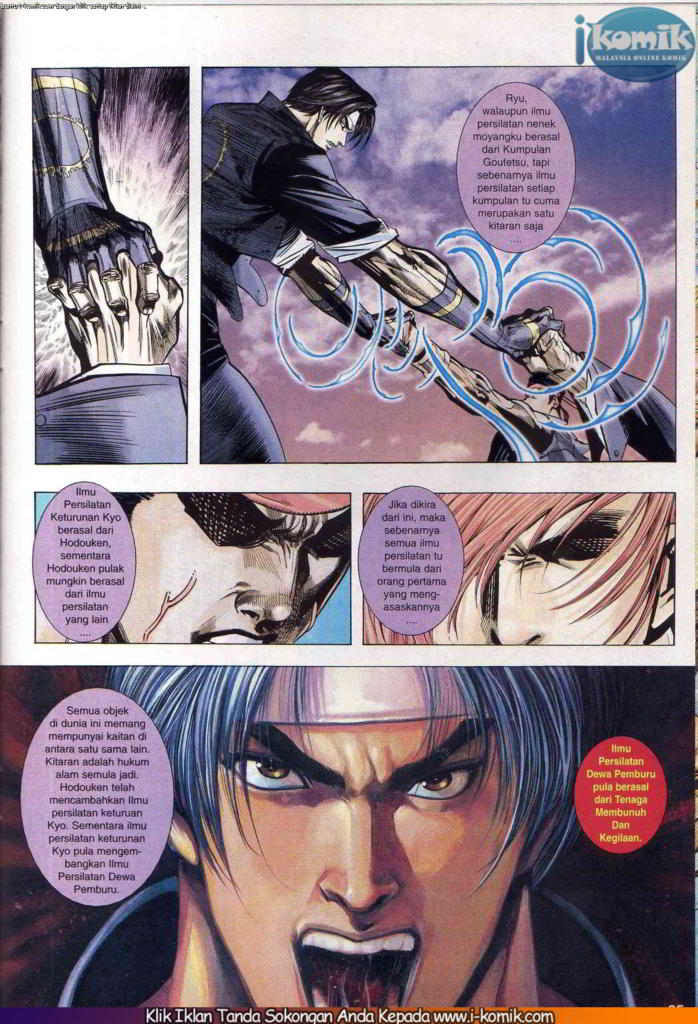 i komik
MALAYSIA ONLINE KOMIK
Ryu,
walaupun ilmu
persilatan nenek
moyangku berasal
dari Kumpulan
Goutetsu, tapi
sebenarnya ilmu
persilatan setiap
kumpulan tu cuma
merupakan satu
kitaran saja
....
Ilmu
Persilatan
Keturunan Kyo
berasal dari
Hodouken,
sementara
Hodouken pulak
mungkin berasal
dari ilmu
persilatan
yang lain
....
Jika dikira
dari ini, maka
sebenarnya
semua ilmu
persilatan tu
bermula dari
orang pertama
yang meng-
asaskannya
....
Semua objek
di dunia ini memang
mempunyai kaitan di
antara satu sama lain.
Kitaran adalah hukum
alam semula jadi.
Hodouken telah
mencambahkan Ilmu
persilatan keturuan
Kyo. Sementara ilmu
persilatan keturunan
Kyo pula mengem-
bangkan Ilmu
Persilatan Dewa
Pemburu.
Ilmu
Persilatan
Dewa Pemburu
pula berasal
dari Tenaga
Membunuh
Dan
Kegilaan.
Klik Iklan Tanda Sokongan Anda Kepada www.i-komik.com